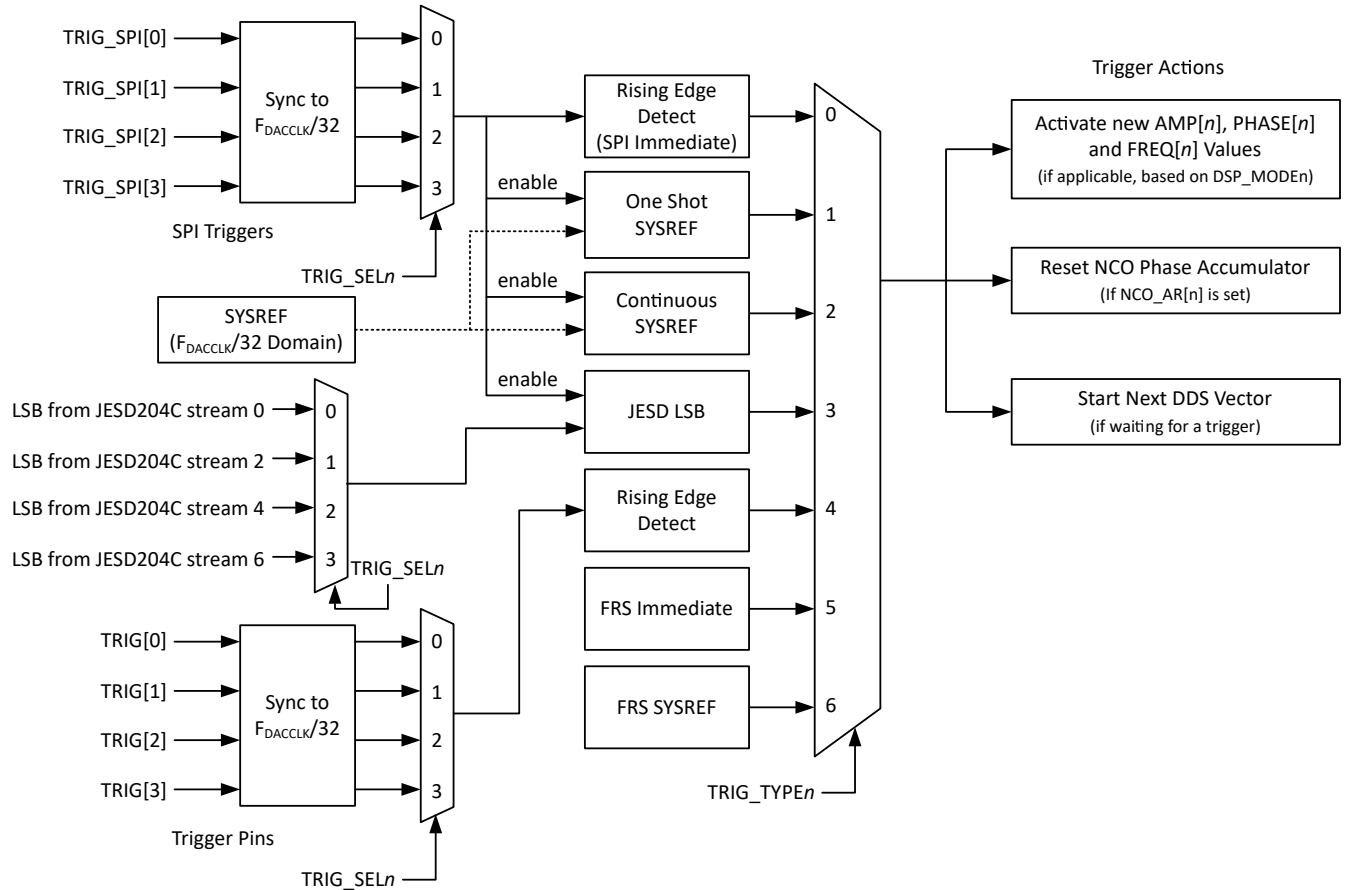 TRIG_SPI[0]
TRIG_SPI[1]
TRIG_SPI[2]
TRIG_SPI[3]
Sync to
FDACCLK/32
0
1
2
3
SPI Triggers
TRIG_SELn
SYSREF
(FDACCLK/32 Domain)
enable
enable
enable
LSB from JESD204C stream 0
LSB from JESD204C stream 2
LSB from JESD204C stream 4
LSB from JESD204C stream 6
0
1
2
3
TRIG_SELn
TRIG[0]
TRIG[1]
TRIG[2]
TRIG[3]
Sync to
FDACCLK/32
0
1
2
3
Trigger Pins
TRIG_SELn
Rising Edge
Detect
(SPI Immediate)
One Shot
SYSREF
Continuous
SYSREF
JESD LSB
Rising Edge
Detect
FRS Immediate
FRS SYSREF
0
1
2
3
4
5
6
TRIG_TYPEn
Trigger Actions
Activate new AMP[n], PHASE[n]
and FREQ[n] Values
(if applicable, based on DSP_MODEn)
Reset NCO Phase Accumulator
(If NCO_AR[n] is set)
Start Next DDS Vector
(if waiting for a trigger)